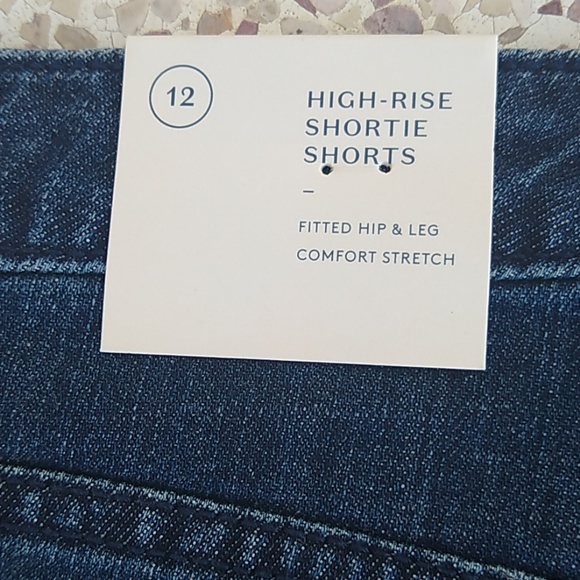 12
HIGH-RISE
SHORTIE
SHORTS
–
FITTED HIP & LEG
COMFORT STRETCH